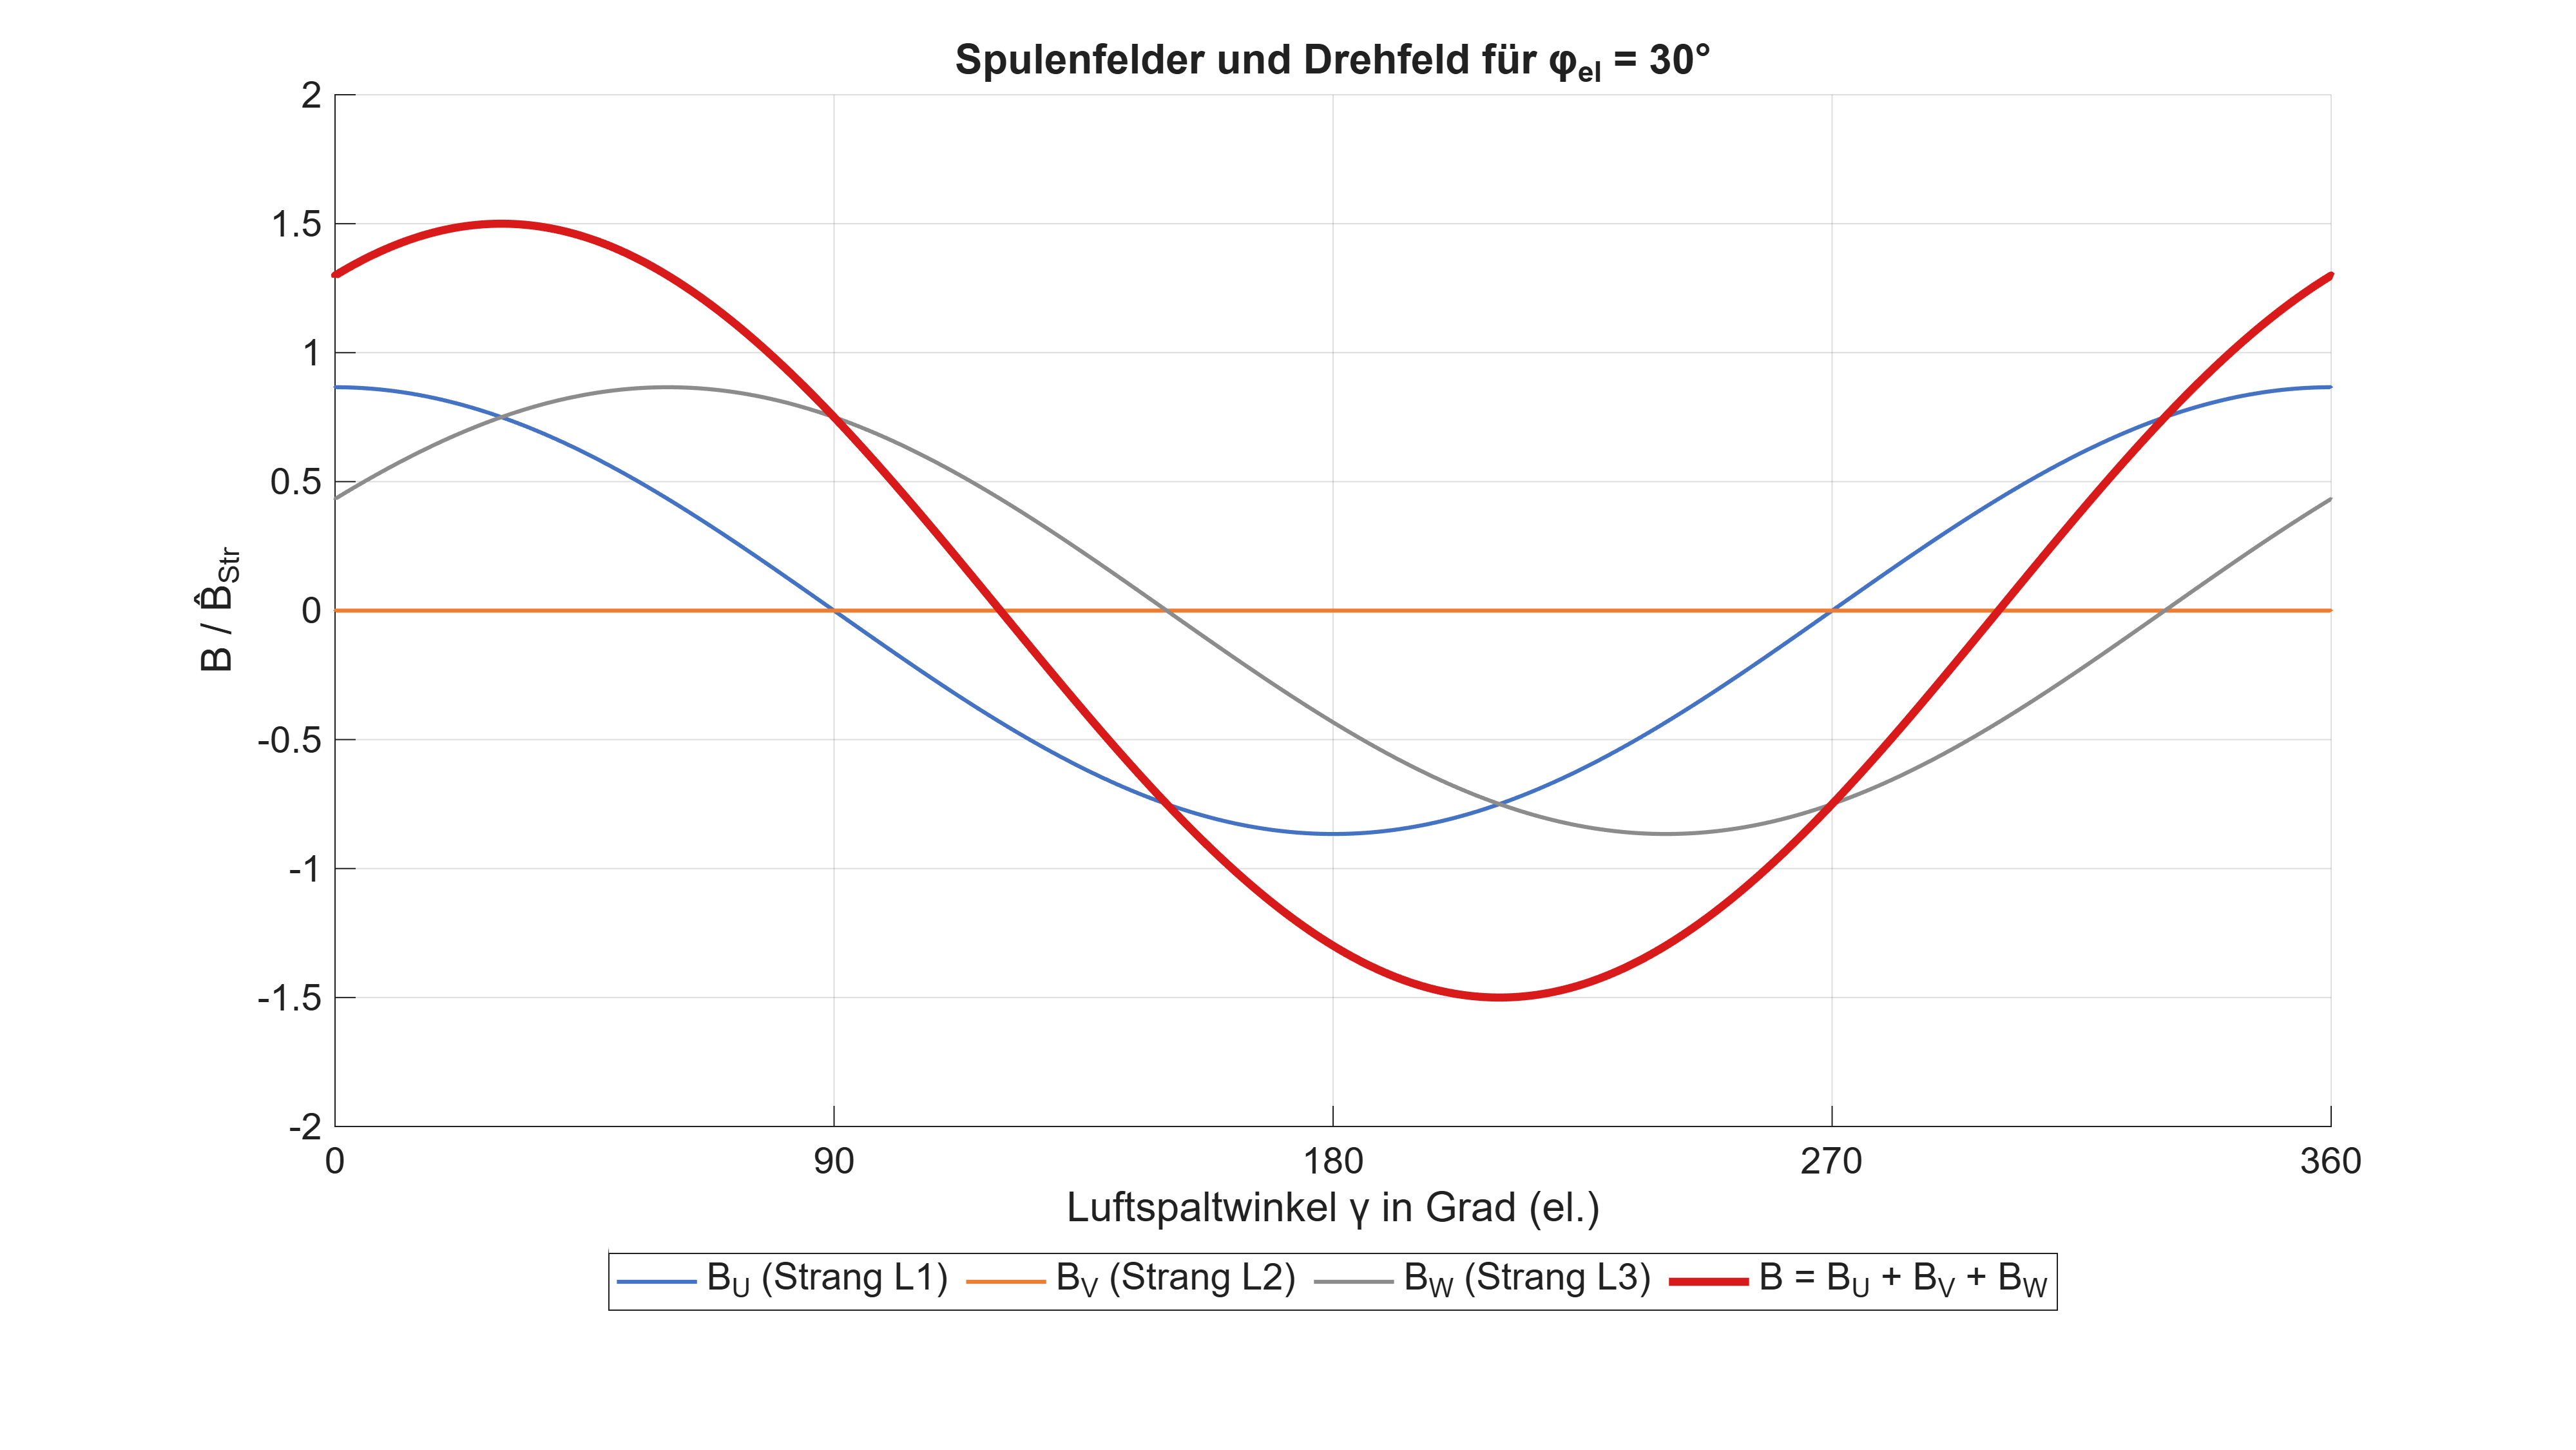 Spulenfelder und Drehfeld für φel = 30°
2
1.5
1
0.5
0
-0.5
-1
-1.5
-2
B / B̂Str
0 90 180 270 360
Luftspaltwinkel γ in Grad (el.)
BU (Strang L1) BV (Strang L2) BW (Strang L3) B = BU + BV + BW